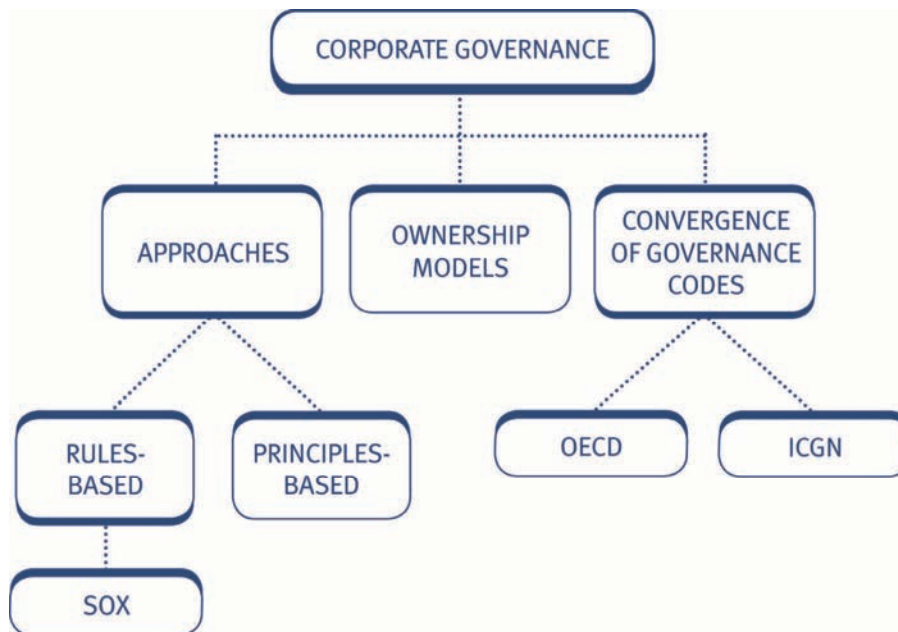 CORPORATE GOVERNANCE
APPROACHES
OWNERSHIP
MODELS
CONVERGENCE
OF GOVERNANCE
CODES
RULES-
BASED
PRINCIPLES-
BASED
OECD
ICGN
SOX